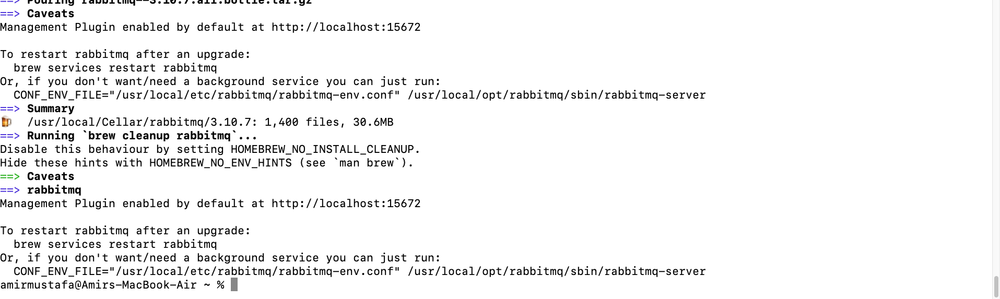 ==> Pouring rabbitmq--3.10.7.all.bottle.tar.gz
==> Caveats
Management Plugin enabled by default at http://localhost:15672
To restart rabbitmq after an upgrade:
  brew services restart rabbitmq
Or, if you don't want/need a background service you can just run:
  CONF_ENV_FILE="/usr/local/etc/rabbitmq/rabbitmq-env.conf" /usr/local/opt/rabbitmq/sbin/rabbitmq-server
==> Summary
🍺  /usr/local/Cellar/rabbitmq/3.10.7: 1,400 files, 30.6MB
==> Running `brew cleanup rabbitmq`...
Disable this behaviour by setting HOMEBREW_NO_INSTALL_CLEANUP.
Hide these hints with HOMEBREW_NO_ENV_HINTS (see `man brew`).
==> Caveats
==> rabbitmq
Management Plugin enabled by default at http://localhost:15672
To restart rabbitmq after an upgrade:
  brew services restart rabbitmq
Or, if you don't want/need a background service you can just run:
  CONF_ENV_FILE="/usr/local/etc/rabbitmq/rabbitmq-env.conf" /usr/local/opt/rabbitmq/sbin/rabbitmq-server
amirmustafa@Amirs-MacBook-Air ~ %